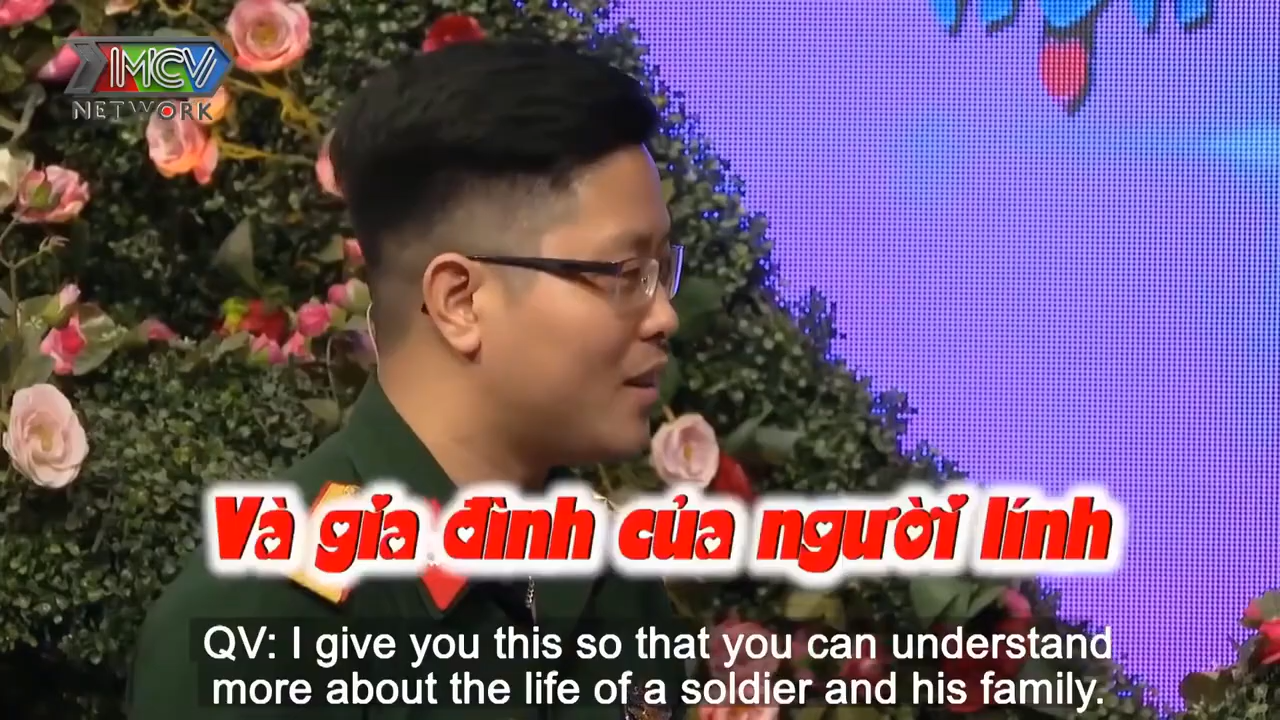 MCV
NETWORK
Và gia đình của người lính
QV: I give you this so that you can understand
more about the life of a soldier and his family.